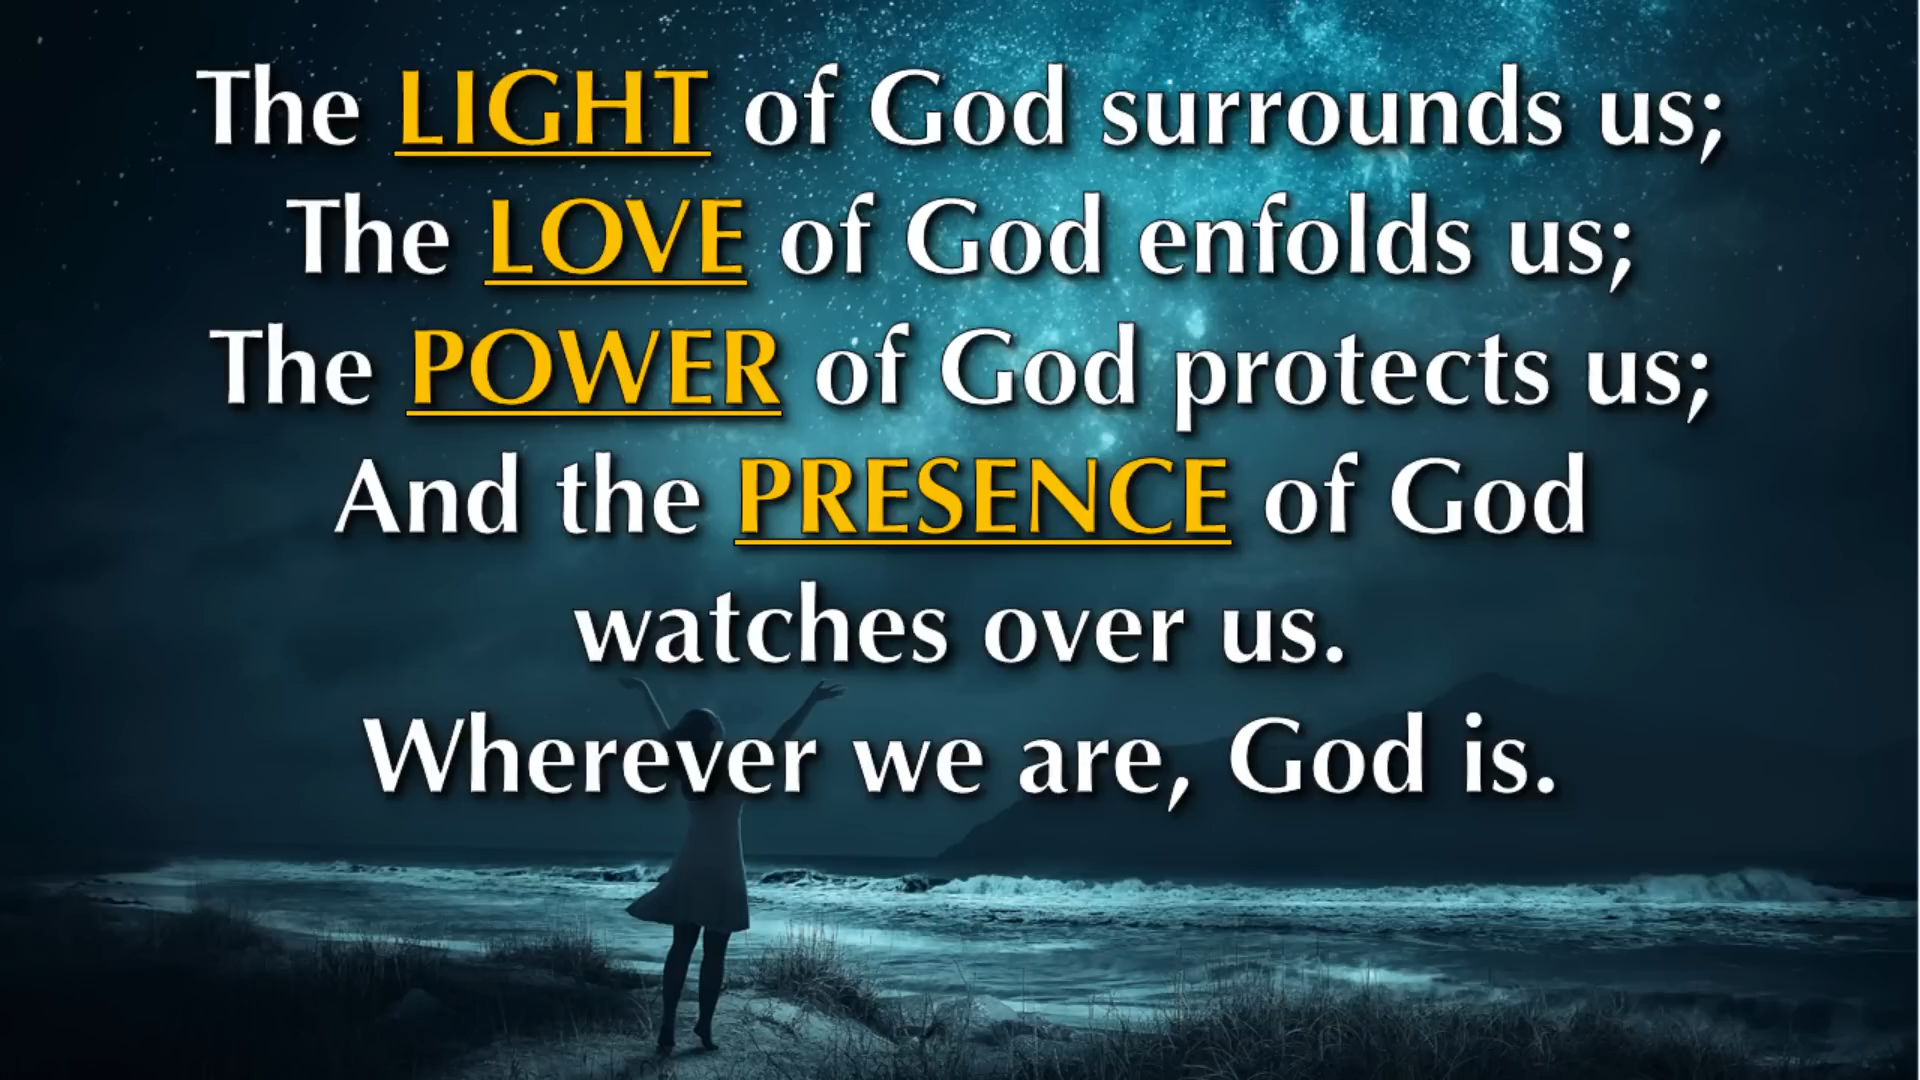 The LIGHT of God surrounds us;
The LOVE of God enfolds us;
The POWER of God protects us;
And the PRESENCE of God
watches over us.
Wherever we are, God is.